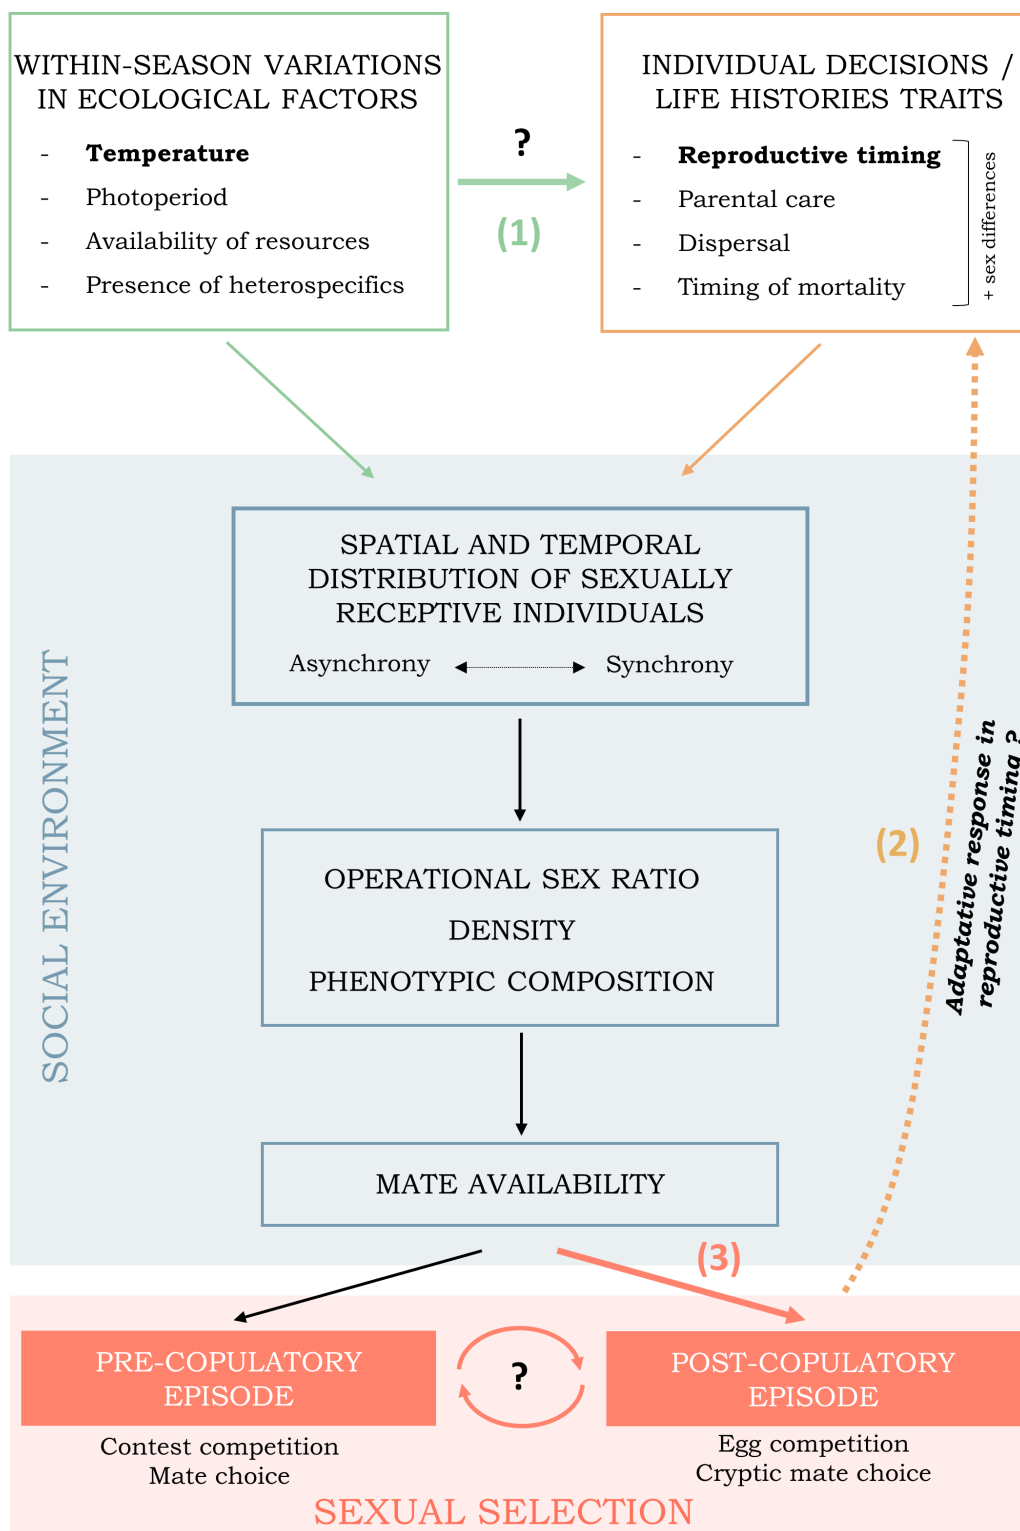 WITHIN-SEASON VARIATIONS
IN ECOLOGICAL FACTORS
- Temperature
- Photoperiod
- Availability of resources
- Presence of heterospecifics
?
(1)
INDIVIDUAL DECISIONS /
LIFE HISTORIES TRAITS
- Reproductive timing
- Parental care
- Dispersal
- Timing of mortality
+ sex differences
SOCIAL ENVIRONMENT
SPATIAL AND TEMPORAL
DISTRIBUTION OF SEXUALLY
RECEPTIVE INDIVIDUALS
Asynchrony Synchrony
OPERATIONAL SEX RATIO
DENSITY
PHENOTYPIC COMPOSITION
(2)
Adaptative response in
reproductive timing ?
MATE AVAILABILITY
(3)
PRE-COPULATORY
EPISODE
Contest competition
Mate choice
?
POST-COPULATORY
EPISODE
Egg competition
Cryptic mate choice
SEXUAL SELECTION